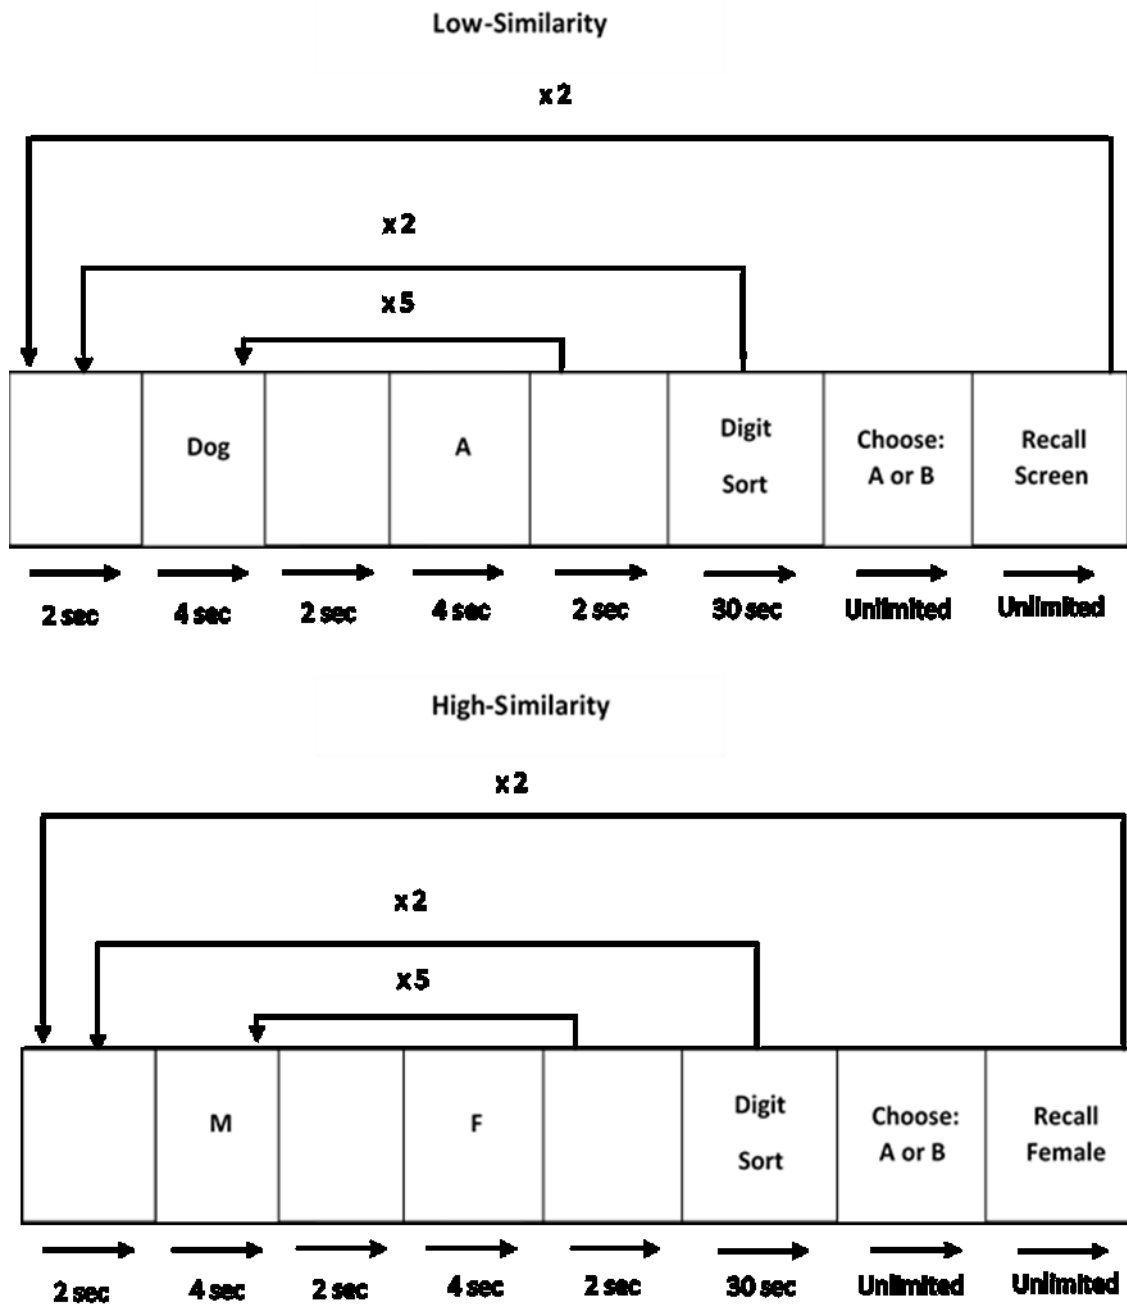 Low-Similarity
x 2
x 2
x 5
Dog
A
Digit
Sort
Choose:
A or B
Recall
Screen
2 sec
4 sec
2 sec
4 sec
2 sec
30 sec
Unlimited
Unlimited
High-Similarity
x 2
x 2
x 5
M
F
Digit
Sort
Choose:
A or B
Recall
Female
2 sec
4 sec
2 sec
4 sec
2 sec
30 sec
Unlimited
Unlimited